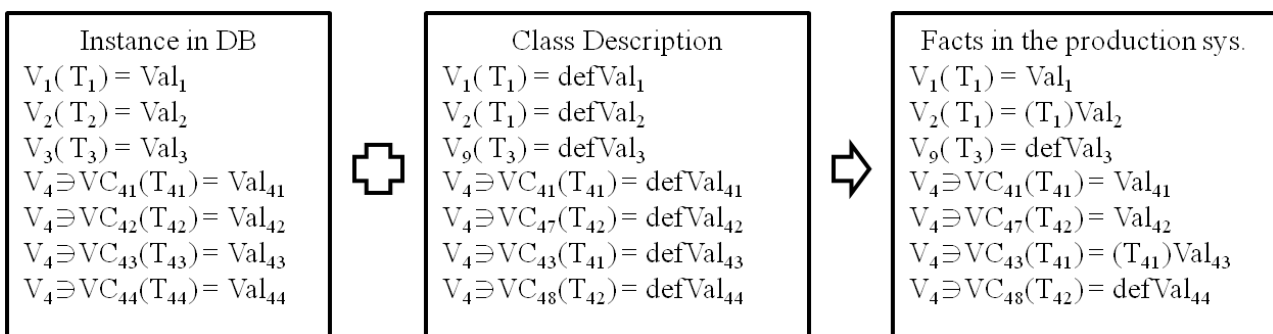 Instance in DB
V₁(T₁) = Val₁
V₂(T₂) = Val₂
V₃(T₃) = Val₃
V₄∋VC₄₁(T₄₁) = Val₄₁
V₄∋VC₄₂(T₄₂) = Val₄₂
V₄∋VC₄₃(T₄₃) = Val₄₃
V₄∋VC₄₄(T₄₄) = Val₄₄
Class Description
V₁(T₁) = defVal₁
V₂(T₁) = defVal₂
V₉(T₃) = defVal₃
V₄∋VC₄₁(T₄₁) = defVal₄₁
V₄∋VC₄₇(T₄₂) = defVal₄₂
V₄∋VC₄₃(T₄₁) = defVal₄₃
V₄∋VC₄₈(T₄₂) = defVal₄₄
Facts in the production sys.
V₁(T₁) = Val₁
V₂(T₁) = (T₁)Val₂
V₉(T₃) = defVal₃
V₄∋VC₄₁(T₄₁) = Val₄₁
V₄∋VC₄₇(T₄₂) = Val₄₂
V₄∋VC₄₃(T₄₁) = (T₄₁)Val₄₃
V₄∋VC₄₈(T₄₂) = defVal₄₄